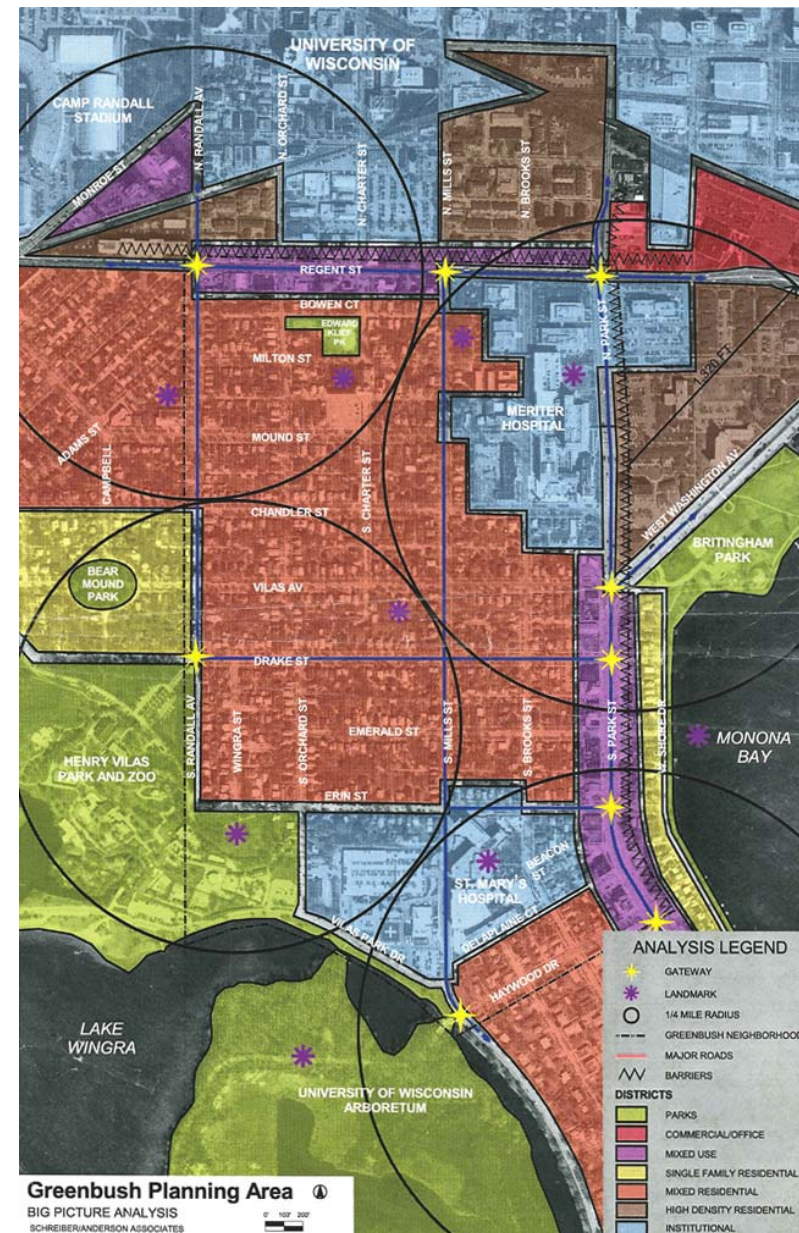 UNIVERSITY OF
WISCONSIN
CAMP RANDALL
STADIUM
N. RANDALL AV
N. ORCHARD ST
MONROE ST
N. CHARTER ST
N. MILLS ST
N. BROOKS ST
REGENT ST
BOWEN CT
N. PARK ST
EDWARD
KLIEF
PK
MILTON ST
1,320 FT
MERITER
HOSPITAL
ADAMS ST
MOUND ST
CAMPBELL
S. CHARTER ST
WEST WASHINGTON AV
CHANDLER ST
BRITINGHAM
PARK
BEAR
MOUND
PARK
VILAS AV
DRAKE ST
S. RANDALL AV
WINGRA ST
S. ORCHARD ST
EMERALD ST
S. MILLS ST
S. BROOKS ST
S. PARK ST
W. SHORE DR
MONONA
BAY
HENRY VILAS
PARK AND ZOO
ERIN ST
BEACON
ST
ST. MARY'S
HOSPITAL
VILAS PARK DR
DELAPLAINE CT
HAYWOOD DR
LAKE
WINGRA
UNIVERSITY OF WISCONSIN
ARBORETUM
ANALYSIS LEGEND
GATEWAY
LANDMARK
1/4 MILE RADIUS
GREENBUSH NEIGHBORHOOD
MAJOR ROADS
BARRIERS
DISTRICTS
PARKS
COMMERCIAL/OFFICE
MIXED USE
SINGLE FAMILY RESIDENTIAL
MIXED RESIDENTIAL
HIGH DENSITY RESIDENTIAL
INSTITUTIONAL
Greenbush Planning Area
BIG PICTURE ANALYSIS
SCHREIBER/ANDERSON ASSOCIATES
0' 100' 200'